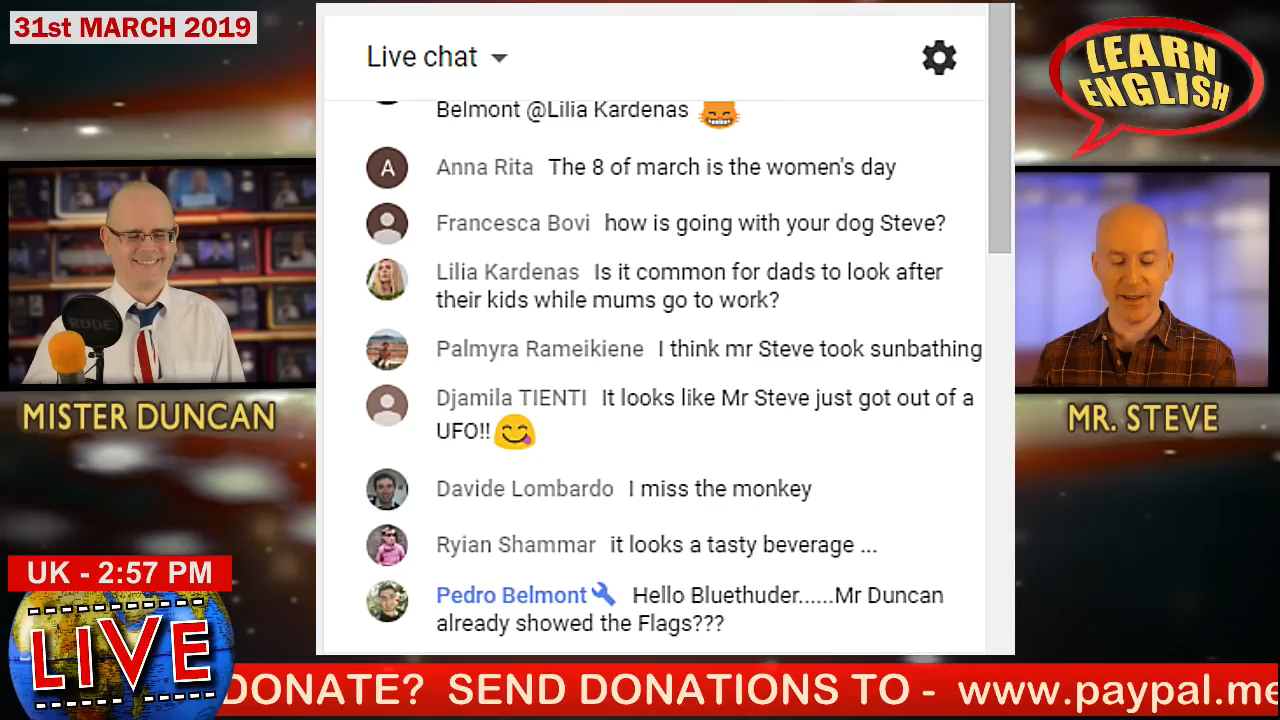 31st MARCH 2019
Live chat
LEARN
ENGLISH
Belmont @Lilia Kardenas
A
Anna Rita The 8 of march is the women's day
Francesca Bovi how is going with your dog Steve?
Lilia Kardenas Is it common for dads to look after
their kids while mums go to work?
Palmyra Rameikiene I think mr Steve took sunbathing
Djamila TIENTI It looks like Mr Steve just got out of a
UFO!!
Davide Lombardo I miss the monkey
Ryian Shammar it looks a tasty beverage ...
Pedro Belmont Hello Bluethuder......Mr Duncan
already showed the Flags???
RODE
MISTER DUNCAN
MR. STEVE
UK - 2:57 PM
LIVE
DONATE? SEND DONATIONS TO - www.paypal.me